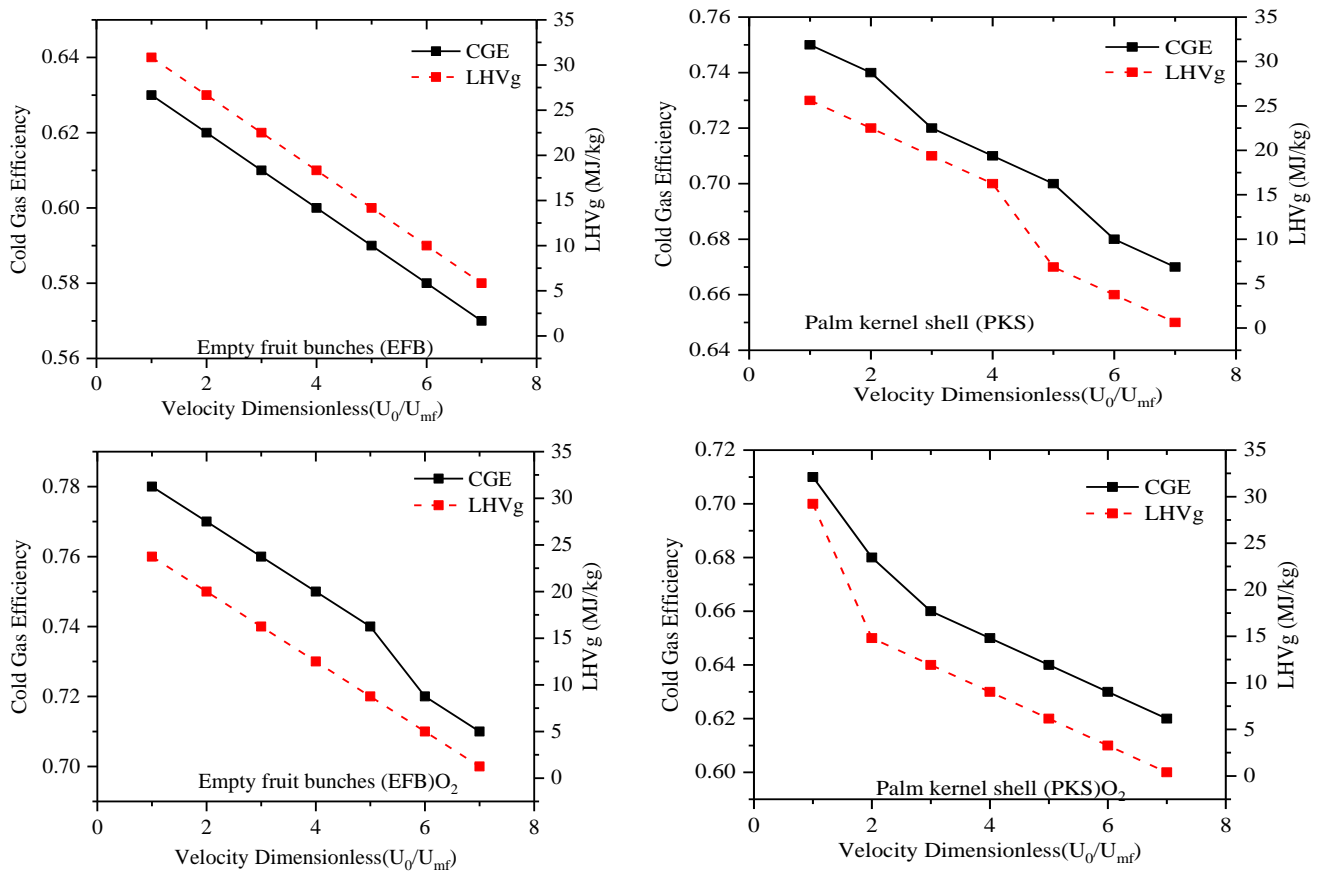 0.64
0.62
0.60
0.58
0.56
Cold Gas Efficiency
35
30
25
20
15
10
5
0
LHVg (MJ/kg)
CGE
LHVg
Empty fruit bunches (EFB)
0 2 4 6 8
Velocity Dimensionless(U₀/Uₘf)
0.76
0.74
0.72
0.70
0.68
0.66
0.64
Cold Gas Efficiency
35
30
25
20
15
10
5
0
LHVg (MJ/kg)
CGE
LHVg
Palm kernel shell (PKS)
0 2 4 6 8
Velocity Dimensionless(U₀/Uₘf)
0.78
0.76
0.74
0.72
0.70
Cold Gas Efficiency
35
30
25
20
15
10
5
0
LHVg (MJ/kg)
CGE
LHVg
Empty fruit bunches (EFB)O₂
0 2 4 6 8
Velocity Dimensionless(U₀/Uₘf)
0.72
0.70
0.68
0.66
0.64
0.62
0.60
Cold Gas Efficiency
35
30
25
20
15
10
5
0
LHVg (MJ/kg)
CGE
LHVg
Palm kernel shell (PKS)O₂
0 2 4 6 8
Velocity Dimensionless(U₀/Uₘf)